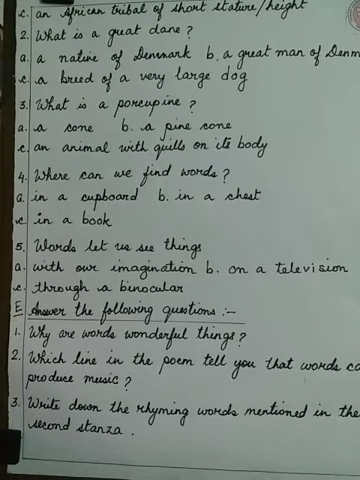 c. an African tribal of short stature/height
2. What is a great dane?
a. a native of Denmark b. a great man of Denm
c. a breed of a very large dog
3. What is a porcupine?
a. a cone b. a pine cone
c. an animal with quills on its body
4. Where can we find words?
a. in a cupboard b. in a chest
c. in a book
5. Words let us see things
a. with our imagination b. on a television
c. through a binocular
E Answer the following questions :-
1. Why are words wonderful things?
2. Which line in the poem tell you that words ca
produce music?
3. Write down the rhyming words mentioned in the
second stanza.